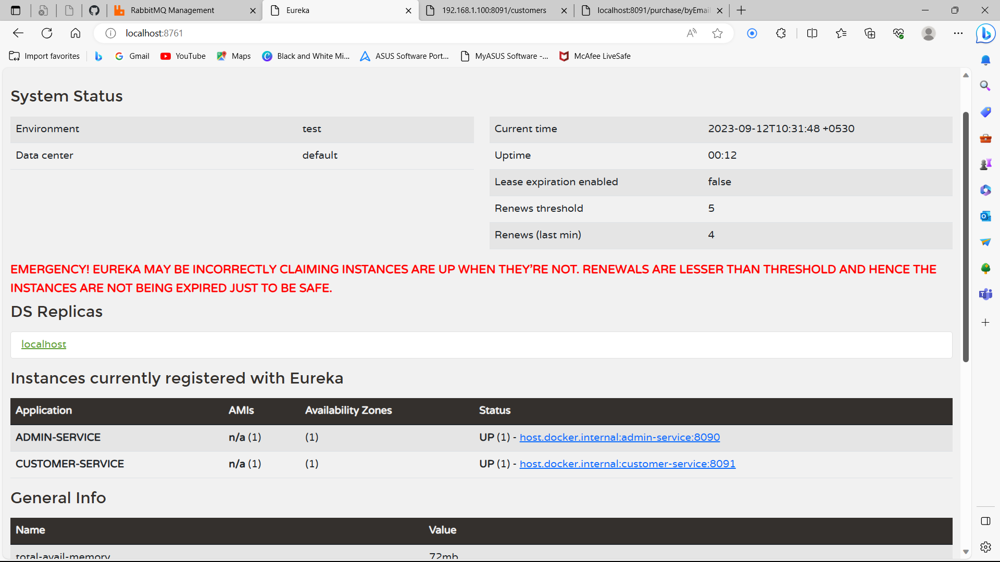 RabbitMQ Management
Eureka
192.168.1.100:8091/customers
localhost:8091/purchase/byEmail
localhost:8761
Import favorites
Gmail
YouTube
Maps
Black and White Mi...
ASUS Software Port...
MyASUS Software -...
McAfee LiveSafe
System Status
Environment test
Data center default
Current time 2023-09-12T10:31:48 +0530
Uptime 00:12
Lease expiration enabled false
Renews threshold 5
Renews (last min) 4
EMERGENCY! EUREKA MAY BE INCORRECTLY CLAIMING INSTANCES ARE UP WHEN THEY'RE NOT. RENEWALS ARE LESSER THAN THRESHOLD AND HENCE THE
INSTANCES ARE NOT BEING EXPIRED JUST TO BE SAFE.
DS Replicas
localhost
Instances currently registered with Eureka
Application AMIs Availability Zones Status
ADMIN-SERVICE n/a (1) (1) UP (1) - host.docker.internal:admin-service:8090
CUSTOMER-SERVICE n/a (1) (1) UP (1) - host.docker.internal:customer-service:8091
General Info
Name Value
total-avail-memory 72mb